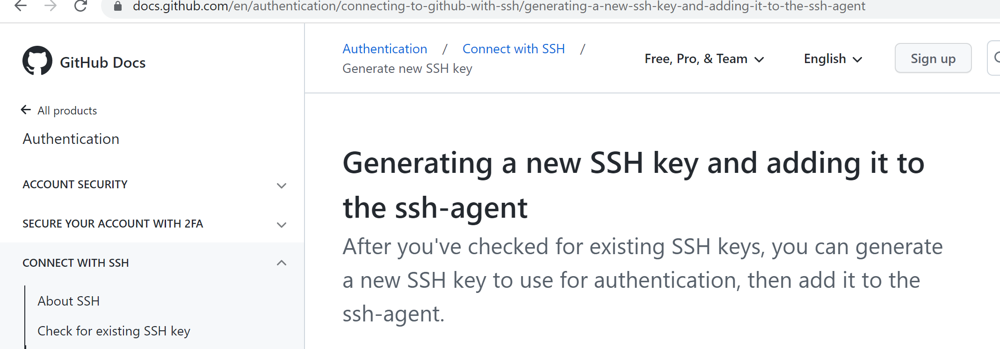 docs.github.com/en/authentication/connecting-to-github-with-ssh/generating-a-new-ssh-key-and-adding-it-to-the-ssh-agent
GitHub Docs
All products
Authentication
ACCOUNT SECURITY
SECURE YOUR ACCOUNT WITH 2FA
CONNECT WITH SSH
About SSH
Check for existing SSH key
Authentication / Connect with SSH /
Generate new SSH key
Free, Pro, & Team
English
Sign up
Generating a new SSH key and adding it to
the ssh-agent
After you've checked for existing SSH keys, you can generate
a new SSH key to use for authentication, then add it to the
ssh-agent.